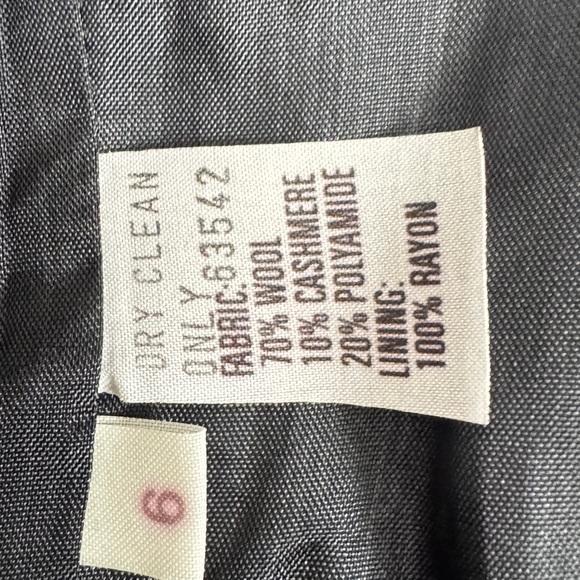 DRY CLEAN
ONLY 63542
FABRIC:
70% WOOL
10% CASHMERE
20% POLYAMIDE
LINING:
100% RAYON
6